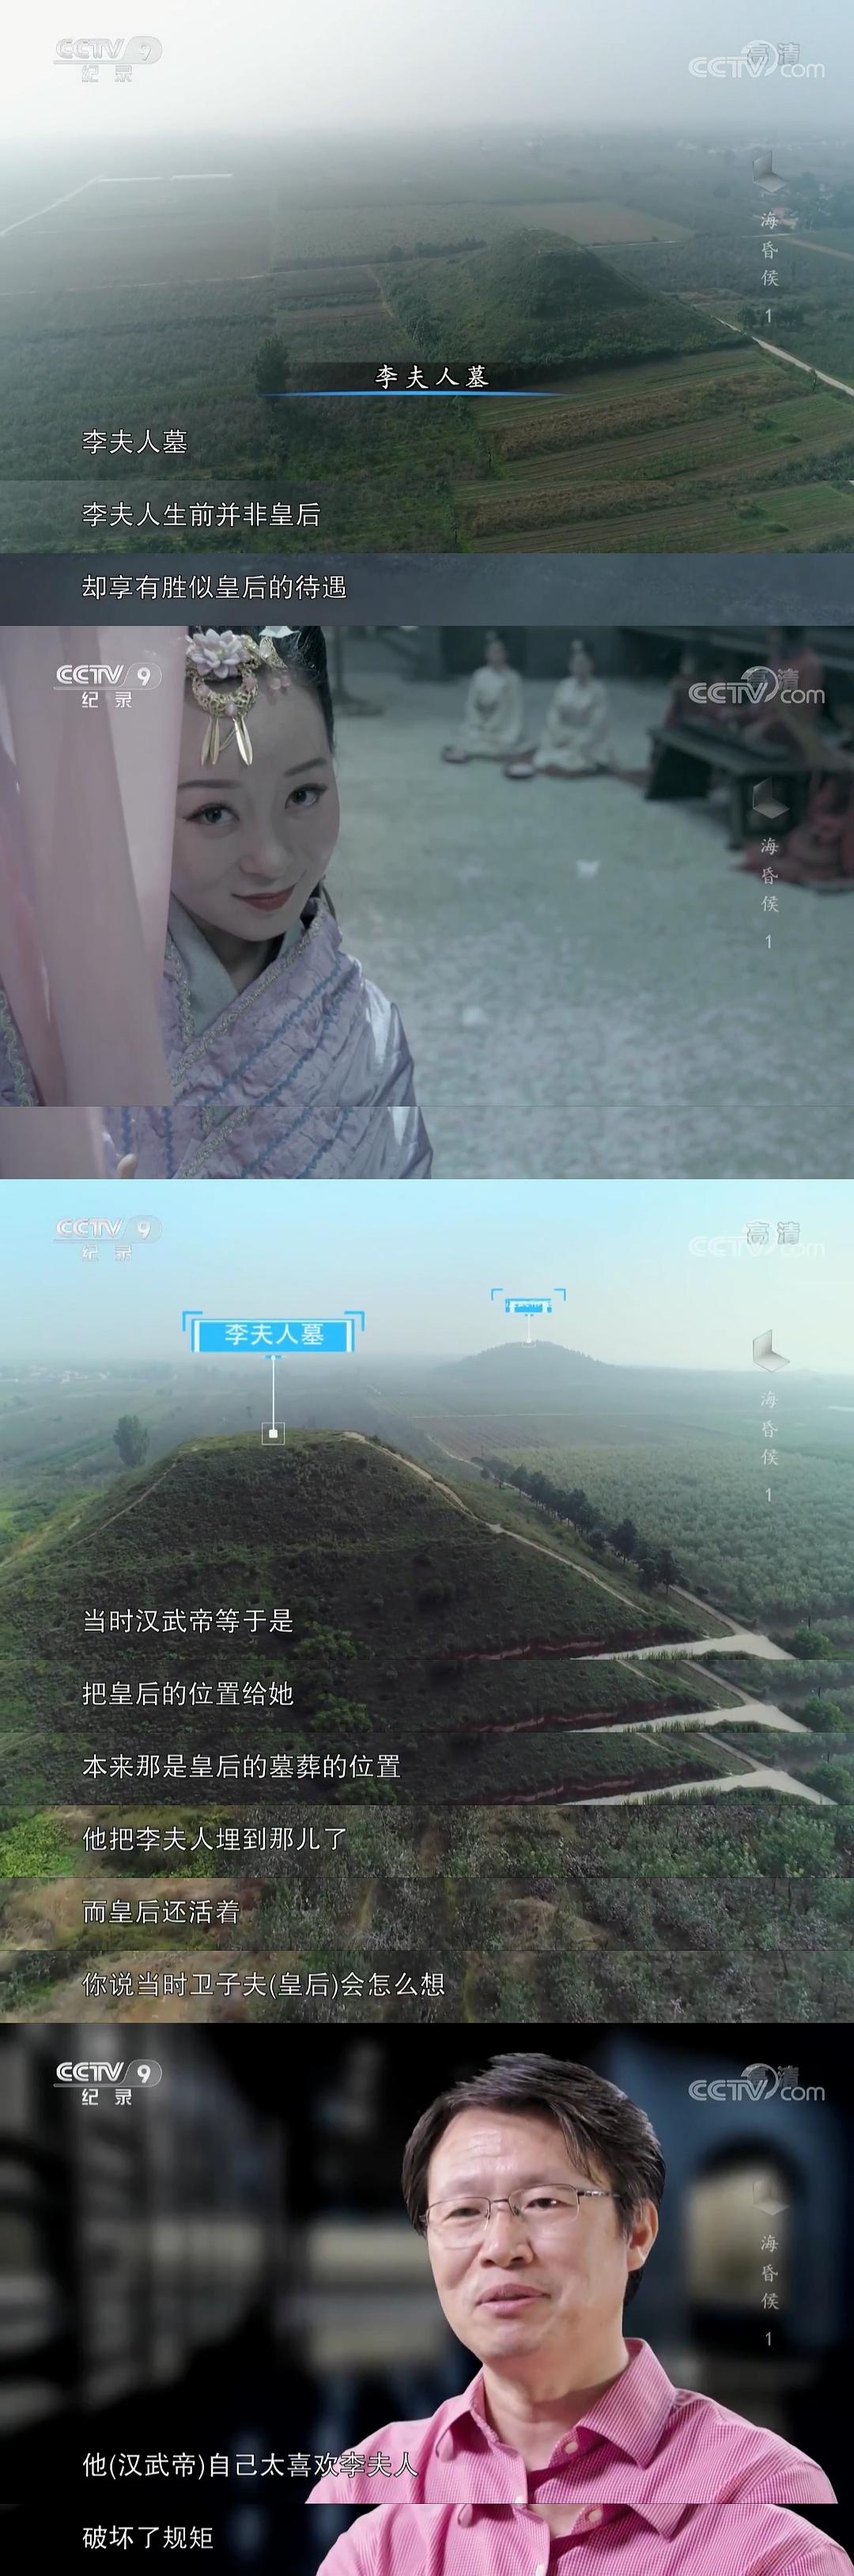 CCTV 9
纪 录
高清
CCTV.com
海昏侯 1
李夫人墓
李夫人墓
李夫人生前并非皇后
却享有胜似皇后的待遇
CCTV 9
纪 录
高清
CCTV.com
海昏侯 1
CCTV 9
纪 录
高清
CCTV.com
李夫人墓
海昏侯 1
当时汉武帝等于是
把皇后的位置给她
本来那是皇后的墓葬的位置
他把李夫人埋到那儿了
而皇后还活着
你说当时卫子夫(皇后)会怎么想
CCTV 9
纪 录
高清
CCTV.com
海昏侯 1
他(汉武帝)自己太喜欢李夫人
破坏了规矩